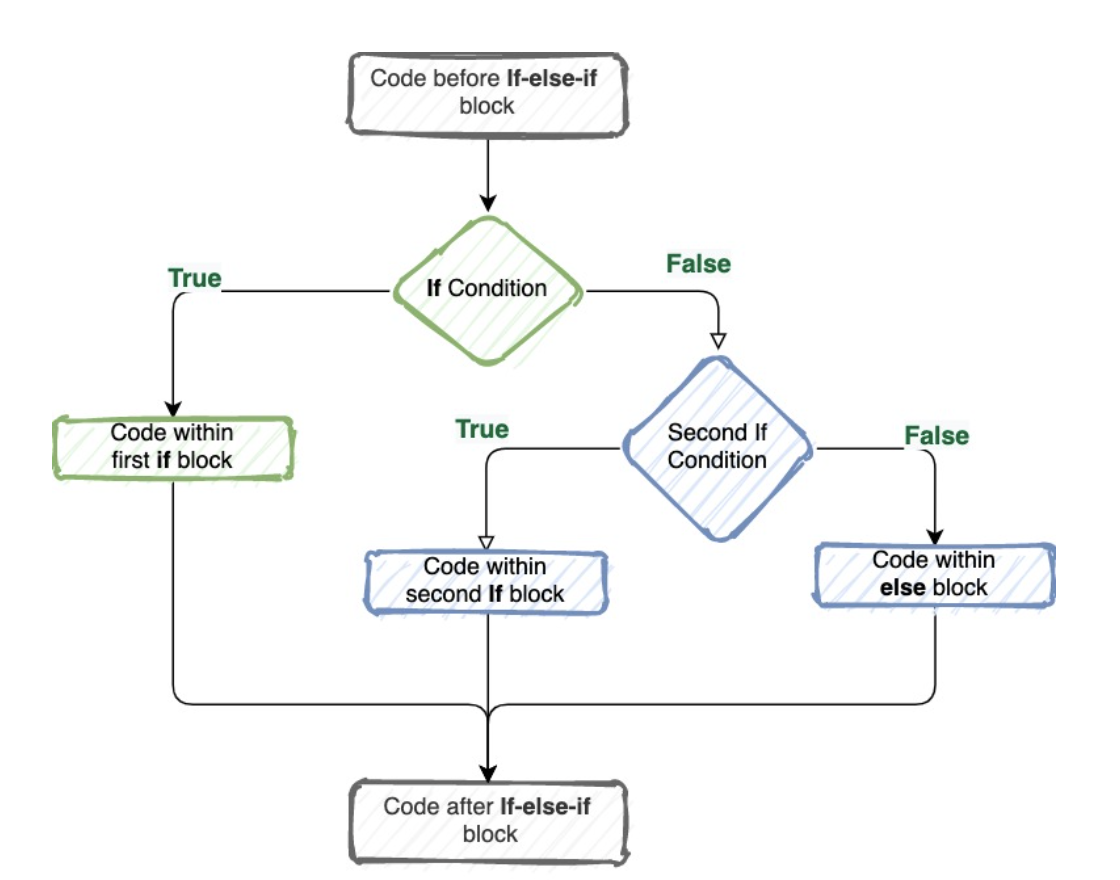 Code before If-else-if
block
If Condition
True
False
Code within
first if block
Second If
Condition
True
False
Code within
second If block
Code within
else block
Code after If-else-if
block